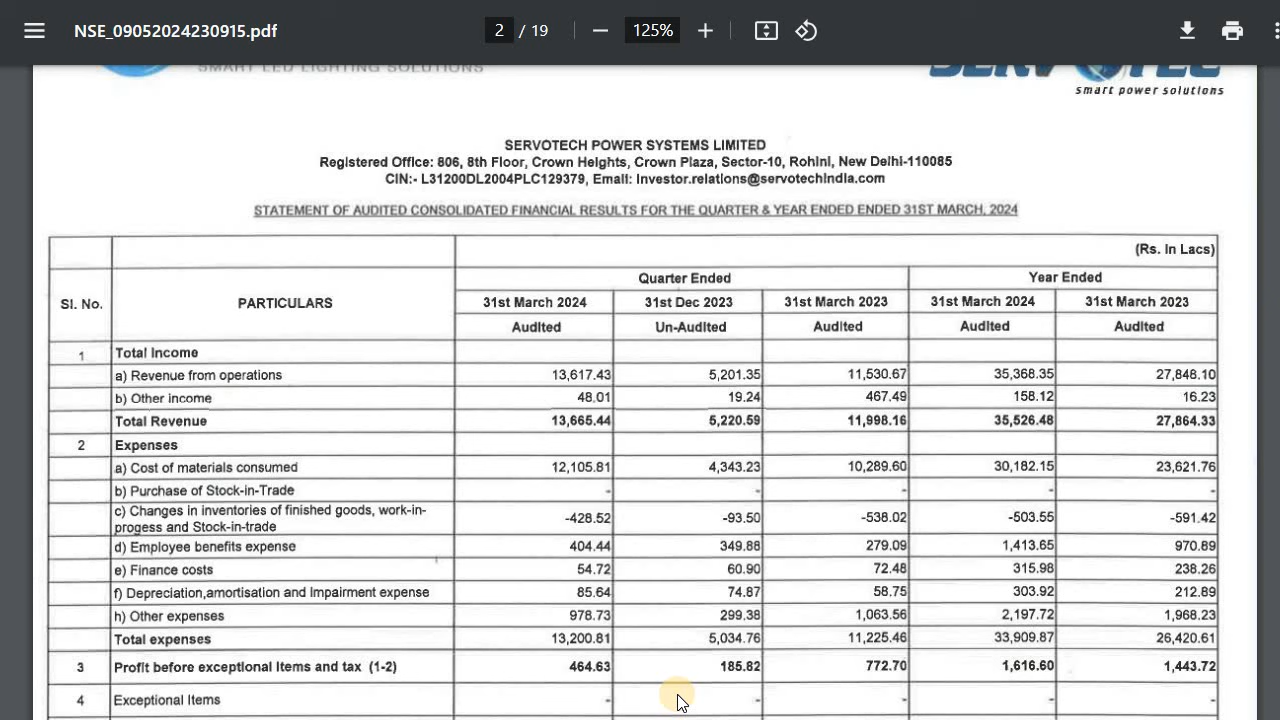 NSE_09052024230915.pdf 2 / 19 125%
SMART LED LIGHTING SOLUTIONS
SERVOTEC
smart power solutions
SERVOTECH POWER SYSTEMS LIMITED
Registered Office: 806, 8th Floor, Crown Heights, Crown Plaza, Sector-10, Rohini, New Delhi-110085
CIN:- L31200DL2004PLC129379, Email: Investor.relations@servotechindia.com
STATEMENT OF AUDITED CONSOLIDATED FINANCIAL RESULTS FOR THE QUARTER & YEAR ENDED ENDED 31ST MARCH, 2024
(Rs. In Lacs)
Sl. No. PARTICULARS Quarter Ended Year Ended
31st March 2024 31st Dec 2023 31st March 2023 31st March 2024 31st March 2023
Audited Un-Audited Audited Audited Audited
1 Total Income
a) Revenue from operations 13,617.43 5,201.35 11,530.67 35,368.35 27,848.10
b) Other income 48.01 19.24 467.49 158.12 16.23
Total Revenue 13,665.44 5,220.59 11,998.16 35,526.48 27,864.33
2 Expenses
a) Cost of materials consumed 12,105.81 4,343.23 10,289.60 30,182.15 23,621.76
b) Purchase of Stock-in-Trade - - - - -
c) Changes in inventories of finished goods, work-in-
progess and Stock-in-trade -428.52 -93.50 -538.02 -503.55 -591.42
d) Employee benefits expense 404.44 349.88 279.09 1,413.65 970.89
e) Finance costs 54.72 60.90 72.48 315.98 238.26
f) Depreciation,amortisation and Impairment expense 85.64 74.87 58.75 303.92 212.89
h) Other expenses 978.73 299.38 1,063.56 2,197.72 1,968.23
Total expenses 13,200.81 5,034.76 11,225.46 33,909.87 26,420.61
3 Profit before exceptional Items and tax (1-2) 464.63 185.82 772.70 1,616.60 1,443.72
4 Exceptional Items - - - - -